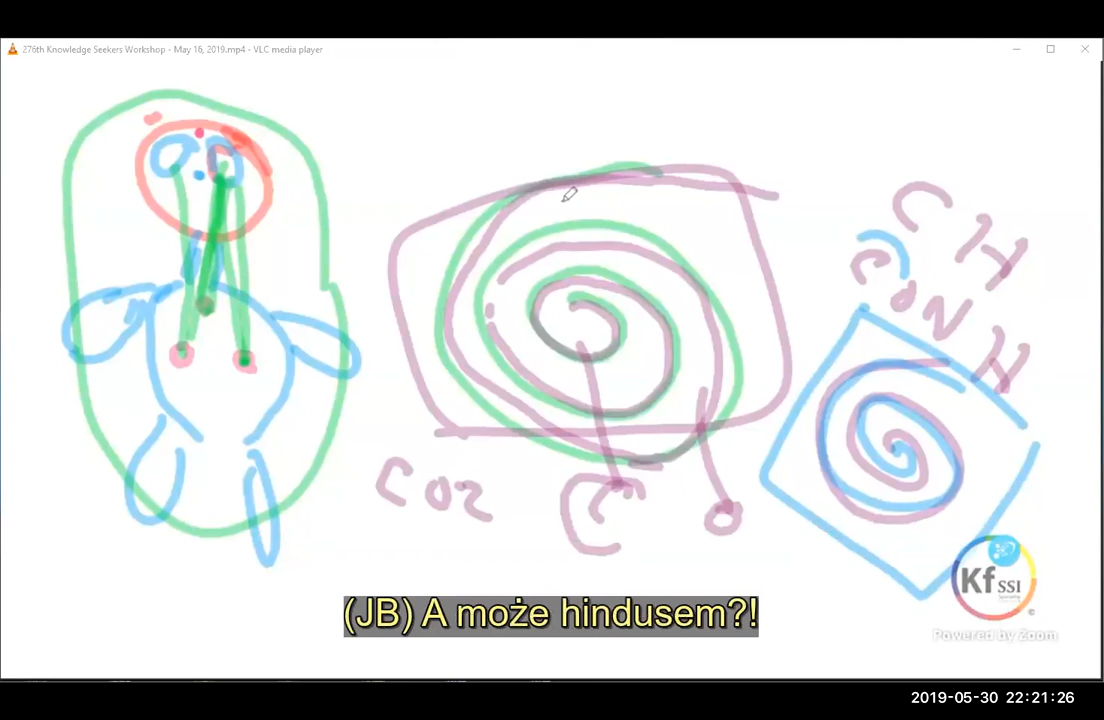 276th Knowledge Seekers Workshop - May 16, 2019.mp4 - VLC media player
C H
C O N H
CO2 C O
Kf SSI
Powered by Zoom
(JB) A może hindusem?!
2019-05-30 22:21:26